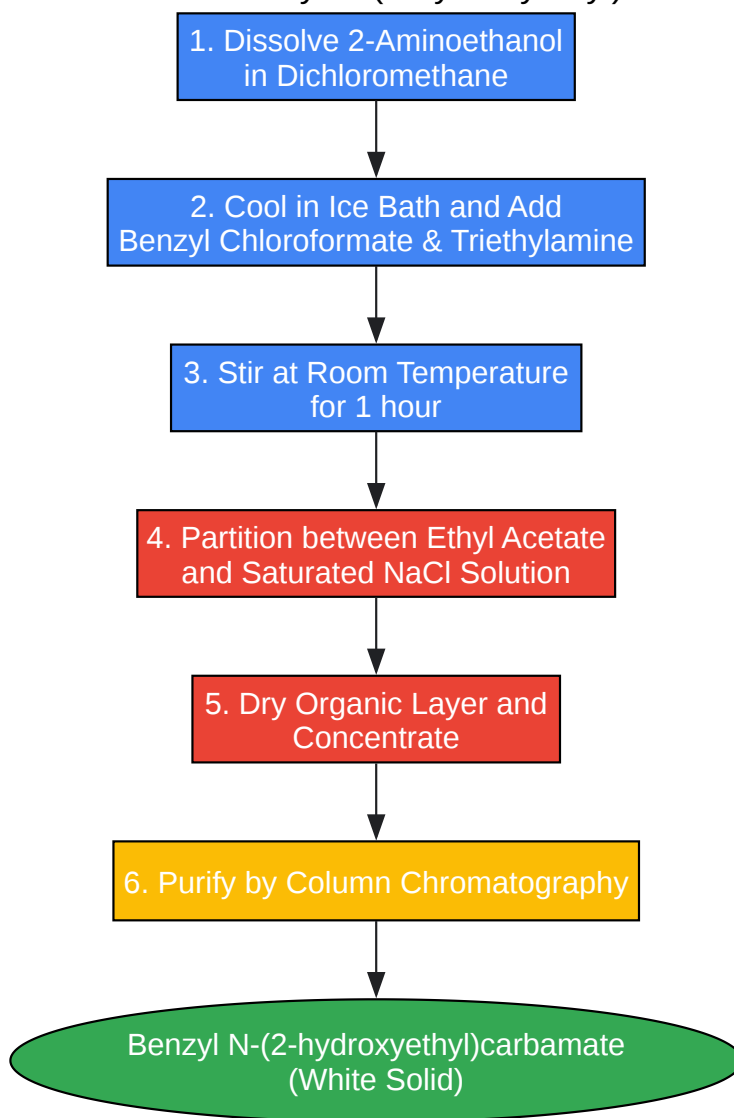 1. Dissolve 2-Aminoethanol
in Dichloromethane
2. Cool in Ice Bath and Add
Benzyl Chloroformate & Triethylamine
3. Stir at Room Temperature
for 1 hour
4. Partition between Ethyl Acetate
and Saturated NaCl Solution
5. Dry Organic Layer and
Concentrate
6. Purify by Column Chromatography
Benzyl N-(2-hydroxyethyl)carbamate
(White Solid)